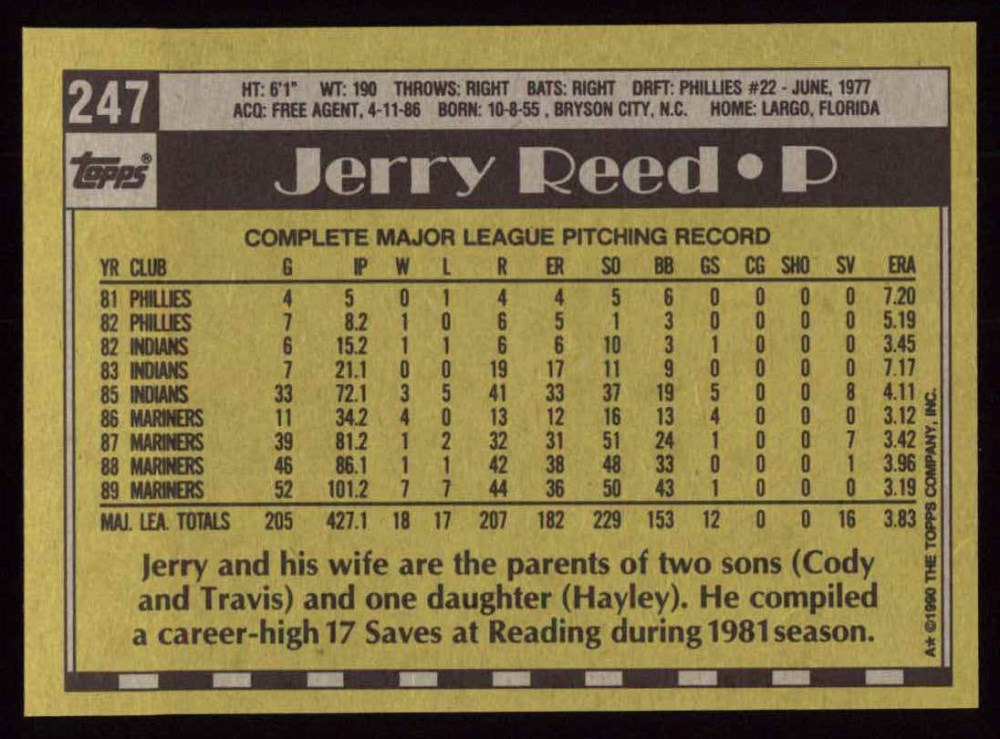 247
HT: 6'1" WT: 190 THROWS: RIGHT BATS: RIGHT DRFT: PHILLIES #22 - JUNE, 1977
ACQ: FREE AGENT, 4-11-86 BORN: 10-8-55 , BRYSON CITY, N.C. HOME: LARGO, FLORIDA
topps®
Jerry Reed • P
COMPLETE MAJOR LEAGUE PITCHING RECORD
YR CLUB G IP W L R ER SO BB GS CG SHO SV ERA
81 PHILLIES 4 5 0 1 4 4 5 6 0 0 0 0 7.20
82 PHILLIES 7 8.2 1 0 6 5 1 3 0 0 0 0 5.19
82 INDIANS 6 15.2 1 1 6 6 10 3 1 0 0 0 3.45
83 INDIANS 7 21.1 0 0 19 17 11 9 0 0 0 0 7.17
85 INDIANS 33 72.1 3 5 41 33 37 19 5 0 0 8 4.11
86 MARINERS 11 34.2 4 0 13 12 16 13 4 0 0 0 3.12
87 MARINERS 39 81.2 1 2 32 31 51 24 1 0 0 7 3.42
88 MARINERS 46 86.1 1 1 42 38 48 33 0 0 0 1 3.96
89 MARINERS 52 101.2 7 7 44 36 50 43 1 0 0 0 3.19
MAJ. LEA. TOTALS 205 427.1 18 17 207 182 229 153 12 0 0 16 3.83
Jerry and his wife are the parents of two sons (Cody
and Travis) and one daughter (Hayley). He compiled
a career-high 17 Saves at Reading during 1981 season.
A* ©1990 THE TOPPS COMPANY, INC.